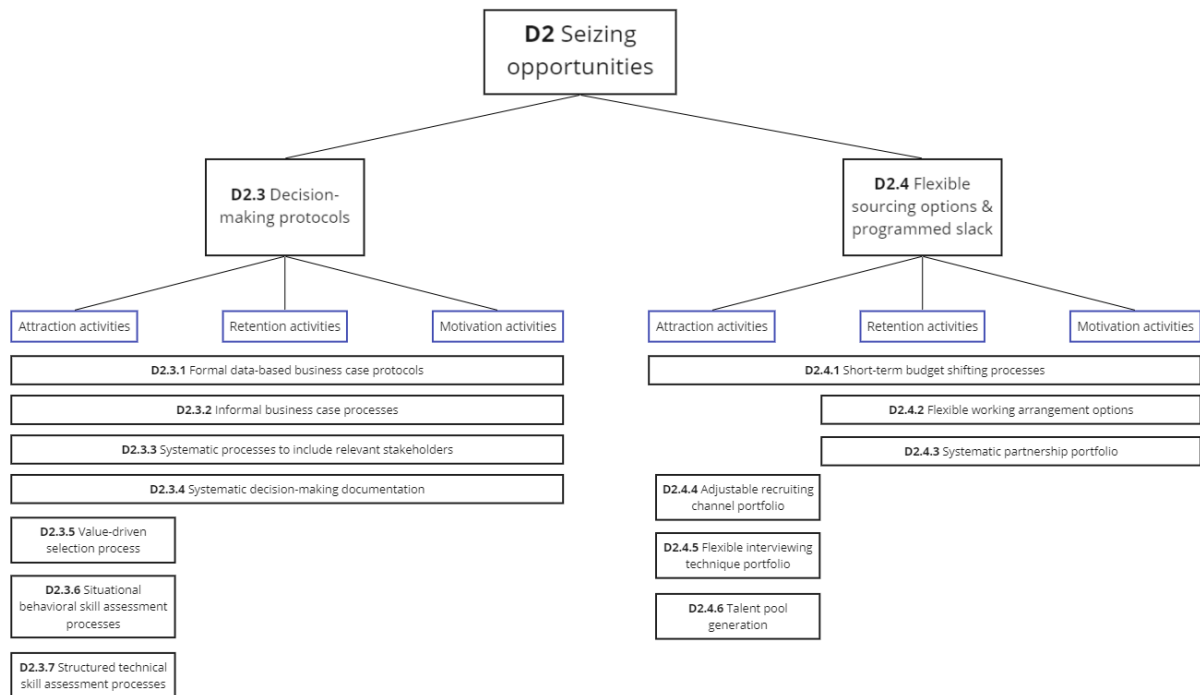 D2 Seizing
opportunities
D2.3 Decision-
making protocols
D2.4 Flexible
sourcing options &
programmed slack
Attraction activities
Retention activities
Motivation activities
Attraction activities
Retention activities
Motivation activities
D2.3.1 Formal data-based business case protocols
D2.3.2 Informal business case processes
D2.3.3 Systematic processes to include relevant stakeholders
D2.3.4 Systematic decision-making documentation
D2.3.5 Value-driven
selection process
D2.3.6 Situational
behavioral skill assessment
processes
D2.3.7 Structured technical
skill assessment processes
D2.4.1 Short-term budget shifting processes
D2.4.2 Flexible working arrangement options
D2.4.3 Systematic partnership portfolio
D2.4.4 Adjustable recruiting
channel portfolio
D2.4.5 Flexible interviewing
technique portfolio
D2.4.6 Talent pool
generation